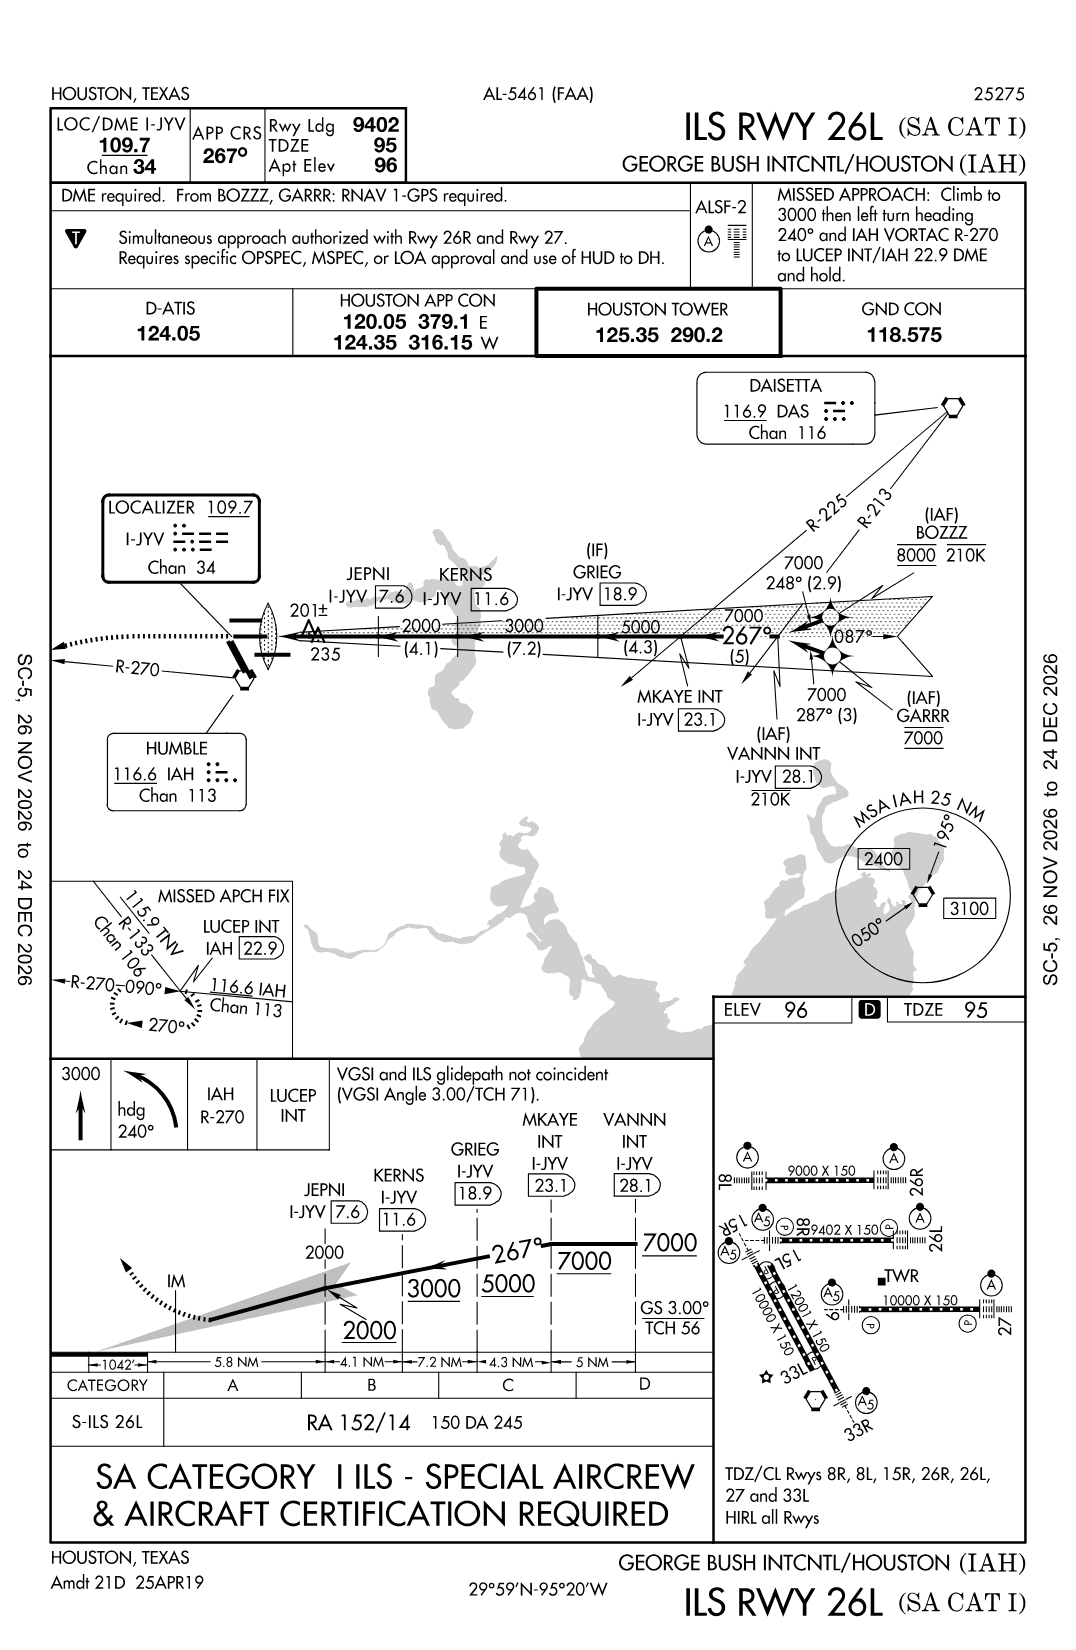 HOUSTON, TEXAS
AL-5461 (FAA)
25275
LOC/DME I-JYV
109.7
Chan 34
APP CRS
267°
Rwy Ldg 9402
TDZE 95
Apt Elev 96
ILS RWY 26L (SA CAT I)
GEORGE BUSH INTCNTL/HOUSTON (IAH)
DME required. From BOZZZ, GARRR: RNAV 1-GPS required.
T
Simultaneous approach authorized with Rwy 26R and Rwy 27.
Requires specific OPSPEC, MSPEC, or LOA approval and use of HUD to DH.
ALSF-2
A
MISSED APPROACH: Climb to
3000 then left turn heading
240° and IAH VORTAC R-270
to LUCEP INT/IAH 22.9 DME
and hold.
D-ATIS
124.05
HOUSTON APP CON
120.05 379.1 E
124.35 316.15 W
HOUSTON TOWER
125.35 290.2
GND CON
118.575
DAISETTA
116.9 DAS
Chan 116
LOCALIZER 109.7
I-JYV
Chan 34
R-225
R-213
(IAF)
BOZZZ
8000 210K
7000
248° (2.9)
(IF)
GRIEG
I-JYV 18.9
JEPNI
I-JYV 7.6
KERNS
I-JYV 11.6
201±
235
2000
(4.1)
3000
(7.2)
5000
(4.3)
7000
267°
(5)
087°
R-270
MKAYE INT
I-JYV 23.1
7000
287° (3)
(IAF)
GARRR
7000
(IAF)
VANNN INT
I-JYV 28.1
210K
HUMBLE
116.6 IAH
Chan 113
MSA IAH 25 NM
195°
2400
3100
050°
MISSED APCH FIX
115.9 TNV
R-133
Chan 106
LUCEP INT
IAH 22.9
R-270
090°
116.6 IAH
Chan 113
270°
SC-5, 26 NOV 2026 to 24 DEC 2026
SC-5, 26 NOV 2026 to 24 DEC 2026
ELEV 96
D
TDZE 95
3000
hdg
240°
IAH
R-270
LUCEP
INT
VGSI and ILS glidepath not coincident
(VGSI Angle 3.00/TCH 71).
JEPNI
I-JYV 7.6
KERNS
I-JYV
11.6
GRIEG
I-JYV
18.9
MKAYE
INT
I-JYV
23.1
VANNN
INT
I-JYV
28.1
2000
IM
267°
7000
7000
5000
3000
2000
GS 3.00°
TCH 56
1042'
5.8 NM
4.1 NM
7.2 NM
4.3 NM
5 NM
CATEGORY
A
B
C
D
S-ILS 26L
RA 152/14 150 DA 245
SA CATEGORY I ILS - SPECIAL AIRCREW
& AIRCRAFT CERTIFICATION REQUIRED
A
A
8L
9000 X 150
26R
15R
A5
P
8R
9402 X 150
P
A
26L
A5
15L
TWR
10000 X 150
12001 X 150
A5
9
10000 X 150
A
P
P
27
33L
A5
33R
TDZ/CL Rwys 8R, 8L, 15R, 26R, 26L,
27 and 33L
HIRL all Rwys
HOUSTON, TEXAS
Amdt 21D 25APR19
29°59'N-95°20'W
GEORGE BUSH INTCNTL/HOUSTON (IAH)
ILS RWY 26L (SA CAT I)